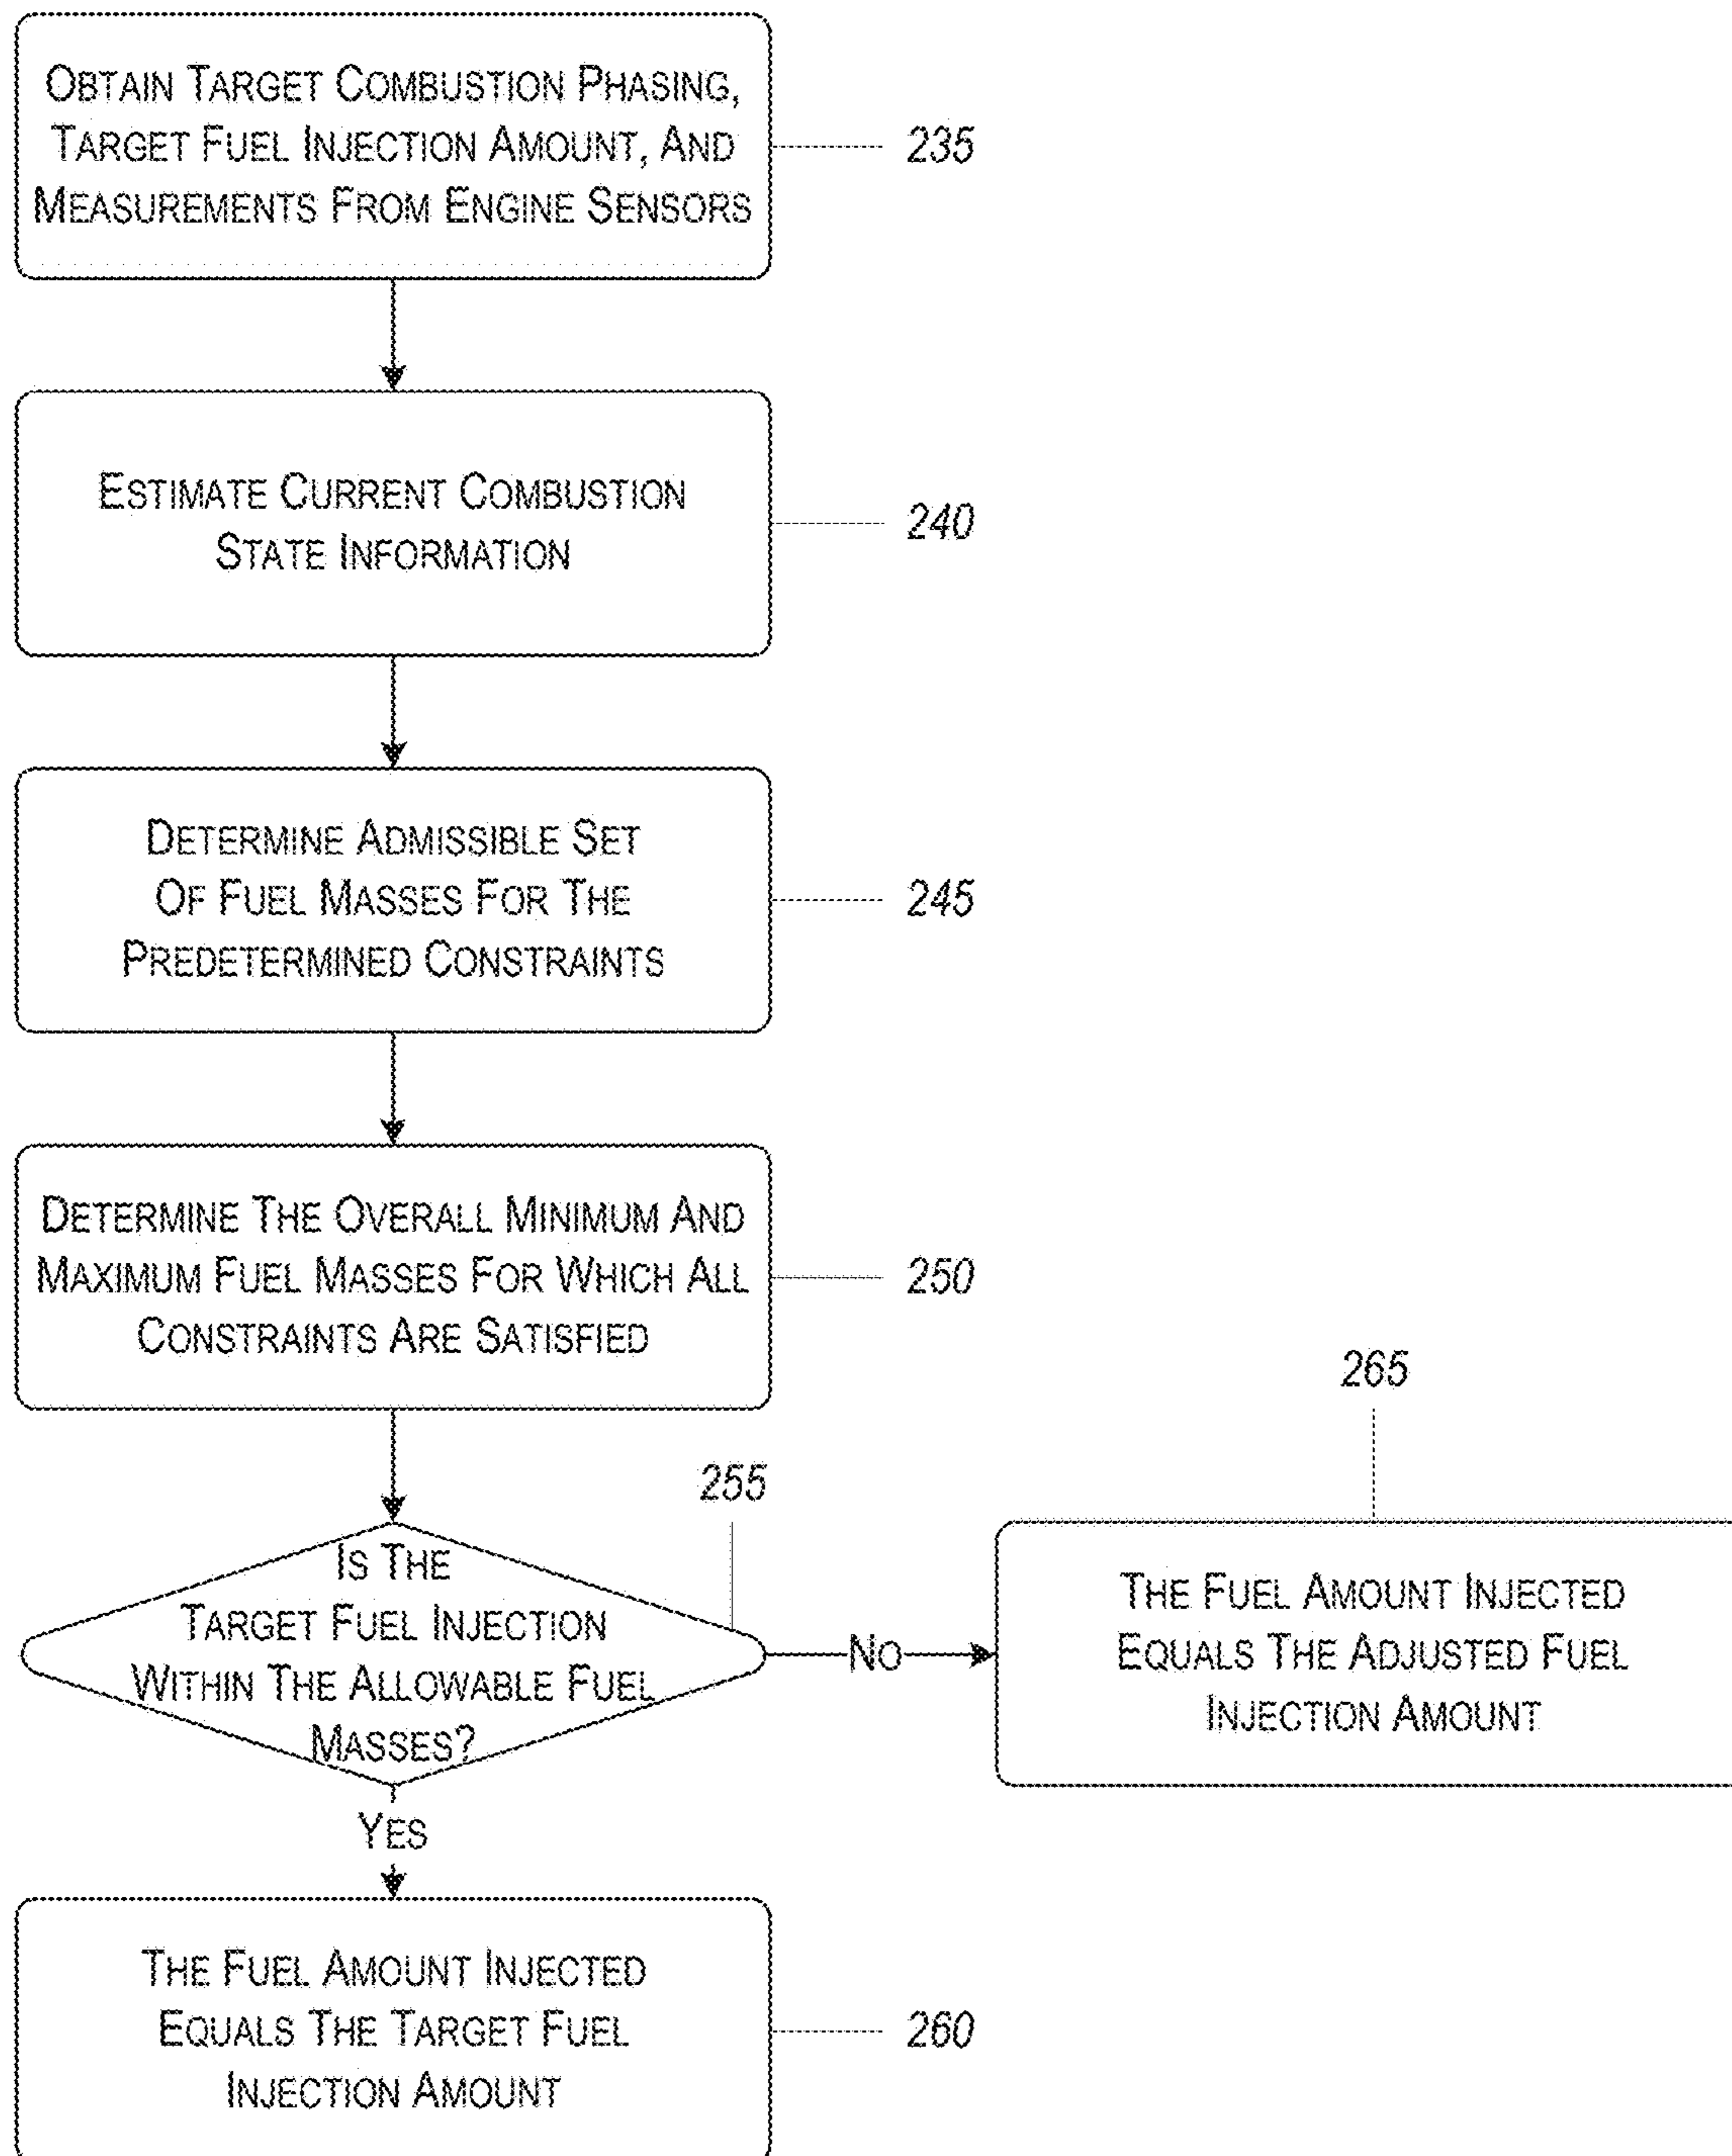 OBTAIN TARGET COMBUSTION PHASING,
TARGET FUEL INJECTION AMOUNT, AND
MEASUREMENTS FROM ENGINE SENSORS
235
ESTIMATE CURRENT COMBUSTION
STATE INFORMATION
240
DETERMINE ADMISSIBLE SET
OF FUEL MASSES FOR THE
PREDETERMINED CONSTRAINTS
245
DETERMINE THE OVERALL MINIMUM AND
MAXIMUM FUEL MASSES FOR WHICH ALL
CONSTRAINTS ARE SATISFIED
250
255
IS THE
TARGET FUEL INJECTION
WITHIN THE ALLOWABLE FUEL
MASSES?
NO
265
THE FUEL AMOUNT INJECTED
EQUALS THE ADJUSTED FUEL
INJECTION AMOUNT
YES
THE FUEL AMOUNT INJECTED
EQUALS THE TARGET FUEL
INJECTION AMOUNT
260